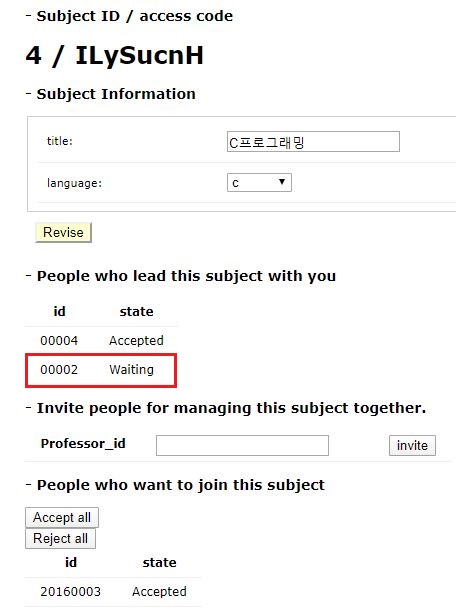 - Subject ID / access code
4 / ILySucnH
- Subject Information
title: C프로그래밍
language: c
Revise
- People who lead this subject with you
id state
00004 Accepted
00002 Waiting
- Invite people for managing this subject together.
Professor_id invite
- People who want to join this subject
Accept all
Reject all
id state
20160003 Accepted